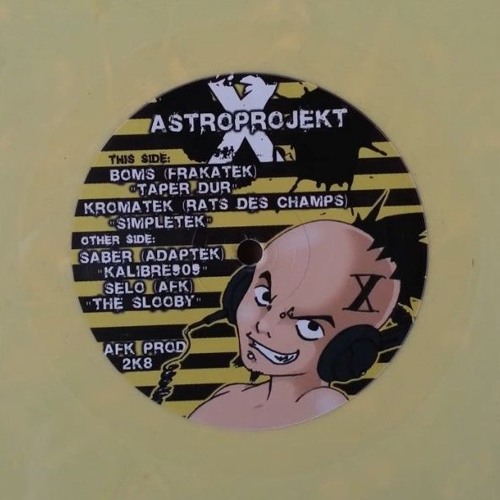 X
ASTROPROJEKT
THIS SIDE:
BOMS (FRAKATEK)
"TAPER DUR"
KROMATEK (RATS DES CHAMPS)
"SIMPLETEK"
OTHER SIDE:
SABER (ADAPTEK)
"KALIBRE909"
SELO (AFK)
"THE SLOOBY"
X
AFK PROD
2K8